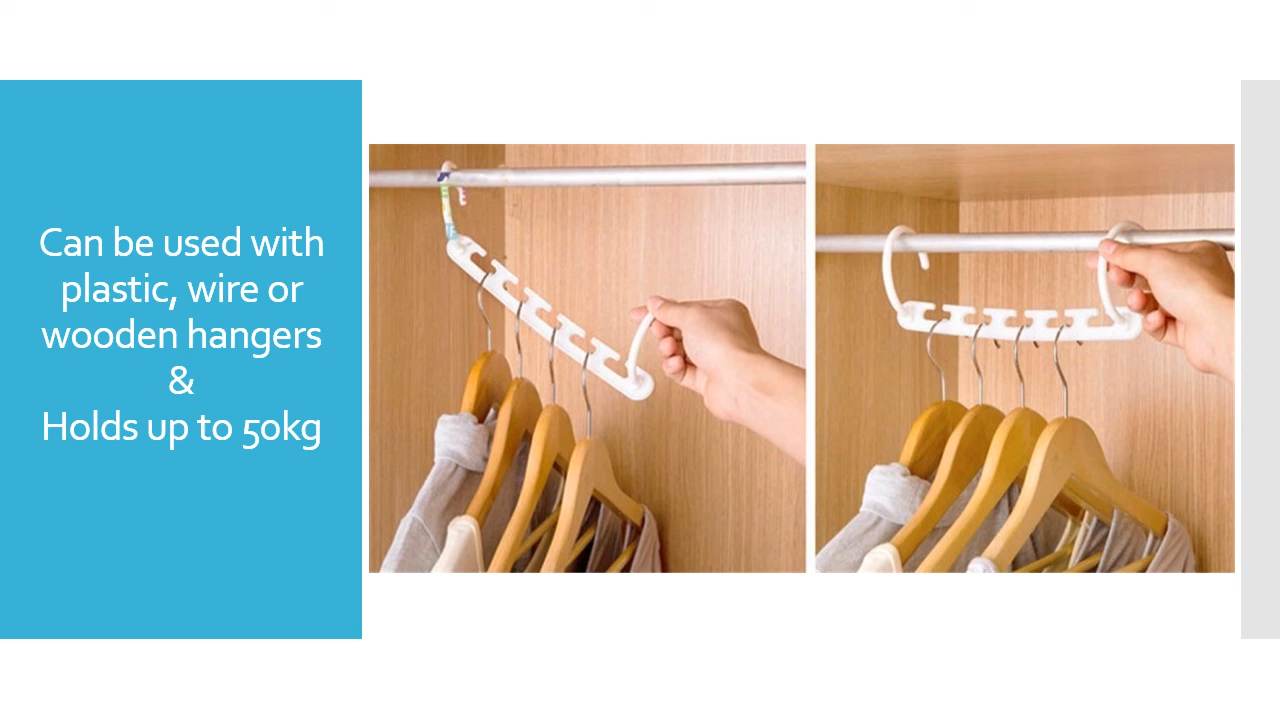 Can be used with
plastic, wire or
wooden hangers
&
Holds up to 50kg